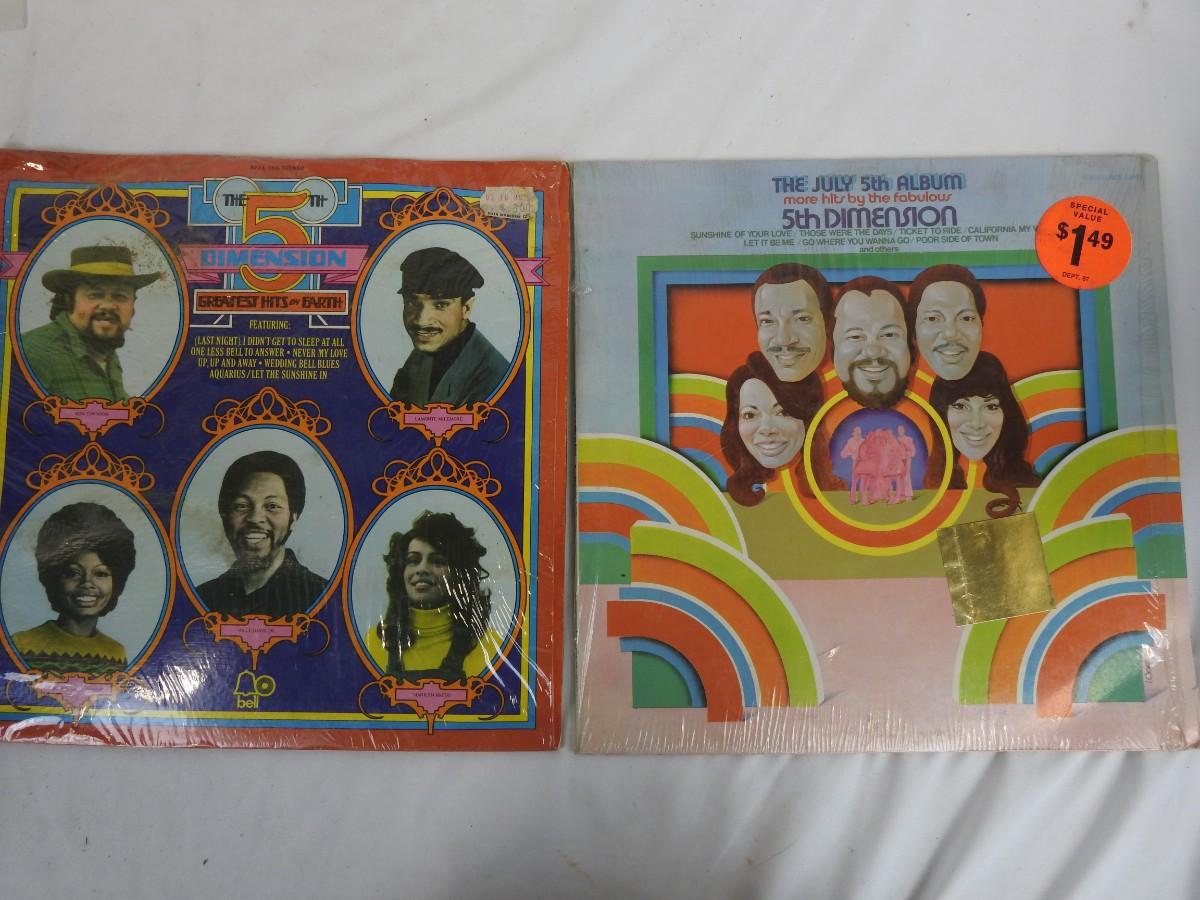 THE 5TH
DIMENSION
GREATEST HITS ON EARTH
FEATURING:
(LAST NIGHT) I DIDN'T GET TO SLEEP AT ALL
ONE LESS BELL TO ANSWER • NEVER MY LOVE
UP, UP AND AWAY • WEDDING BELL BLUES
AQUARIUS/LET THE SUNSHINE IN
LAMONTE McLEMORE
MARILYN McCOO
bell
THE JULY 5th ALBUM
more hits by the fabulous
5th DIMENSION
SUNSHINE OF YOUR LOVE / THOSE WERE THE DAYS / TICKET TO RIDE / CALIFORNIA MY
LET IT BE ME / GO WHERE YOU WANNA GO / POOR SIDE OF TOWN
and others
SPECIAL
VALUE
$1.49
DEPT. 87